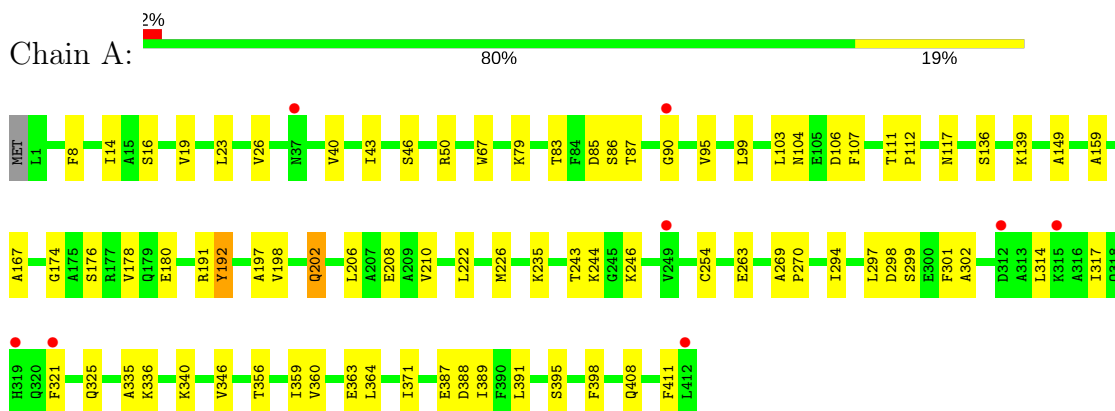 2%
Chain A:
80% 19%
MET L1 F8 I14 A15 S16 V19 L23 V26 N37 V40 I43 S46 R50 W67 K79 T83 F84 D85 S86 T87 G90 V95 L99 L103 N104 E105 D106 F107 T111 P112 N117 S136 K139 A149 A159
A167 G174 A175 S176 R177 V178 Q179 E180 R191 Y192 A197 V198 Q202 L206 A207 E208 A209 V210 L222 M226 K235 T243 K244 G245 K246 V249 C254 E263 A269 P270 I294 L297 D298 S299 E300 F301 A302 D312 A313 L314 K315 A316 I317
H319 Q320 F321 Q325 A335 K336 K340 V346 T356 I359 V360 E363 L364 I371 E387 D388 I389 F390 L391 S395 F398 Q408 F411 L412